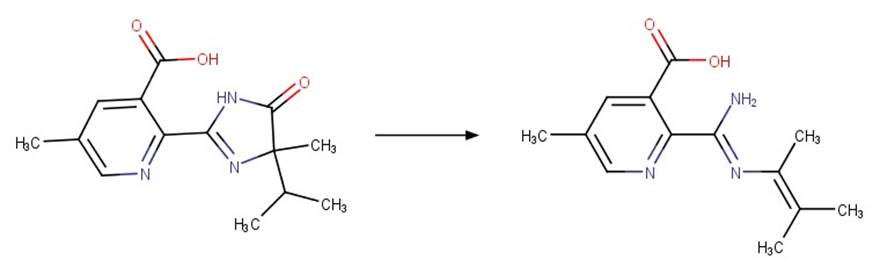 O OH HN O H₃C N N CH₃ H₃C CH₃
O OH NH₂ H₃C N N CH₃ H₃C CH₃